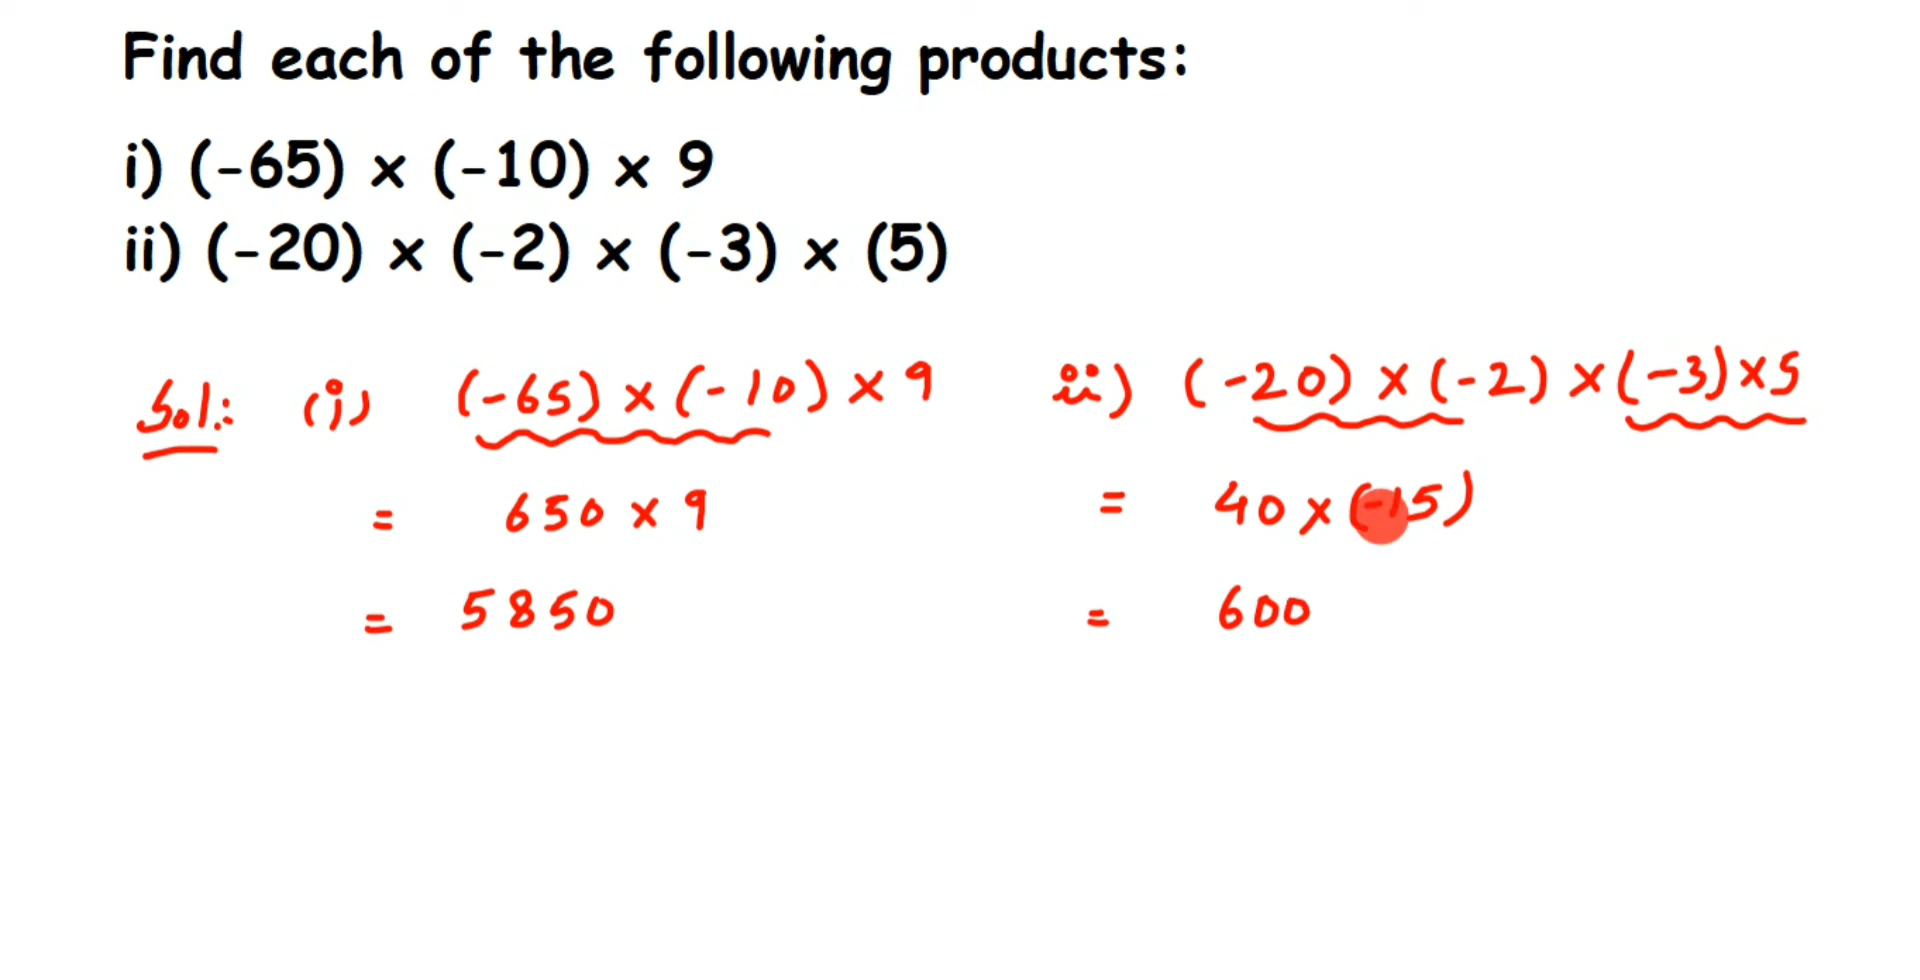 Find each of the following products:
i) (-65) x (-10) x 9
ii) (-20) x (-2) x (-3) x (5)
Sol: (i) (-65) x (-10) x 9
= 650 x 9
= 5850
ii) (-20) x (-2) x (-3) x 5
= 40 x (-15)
= 600